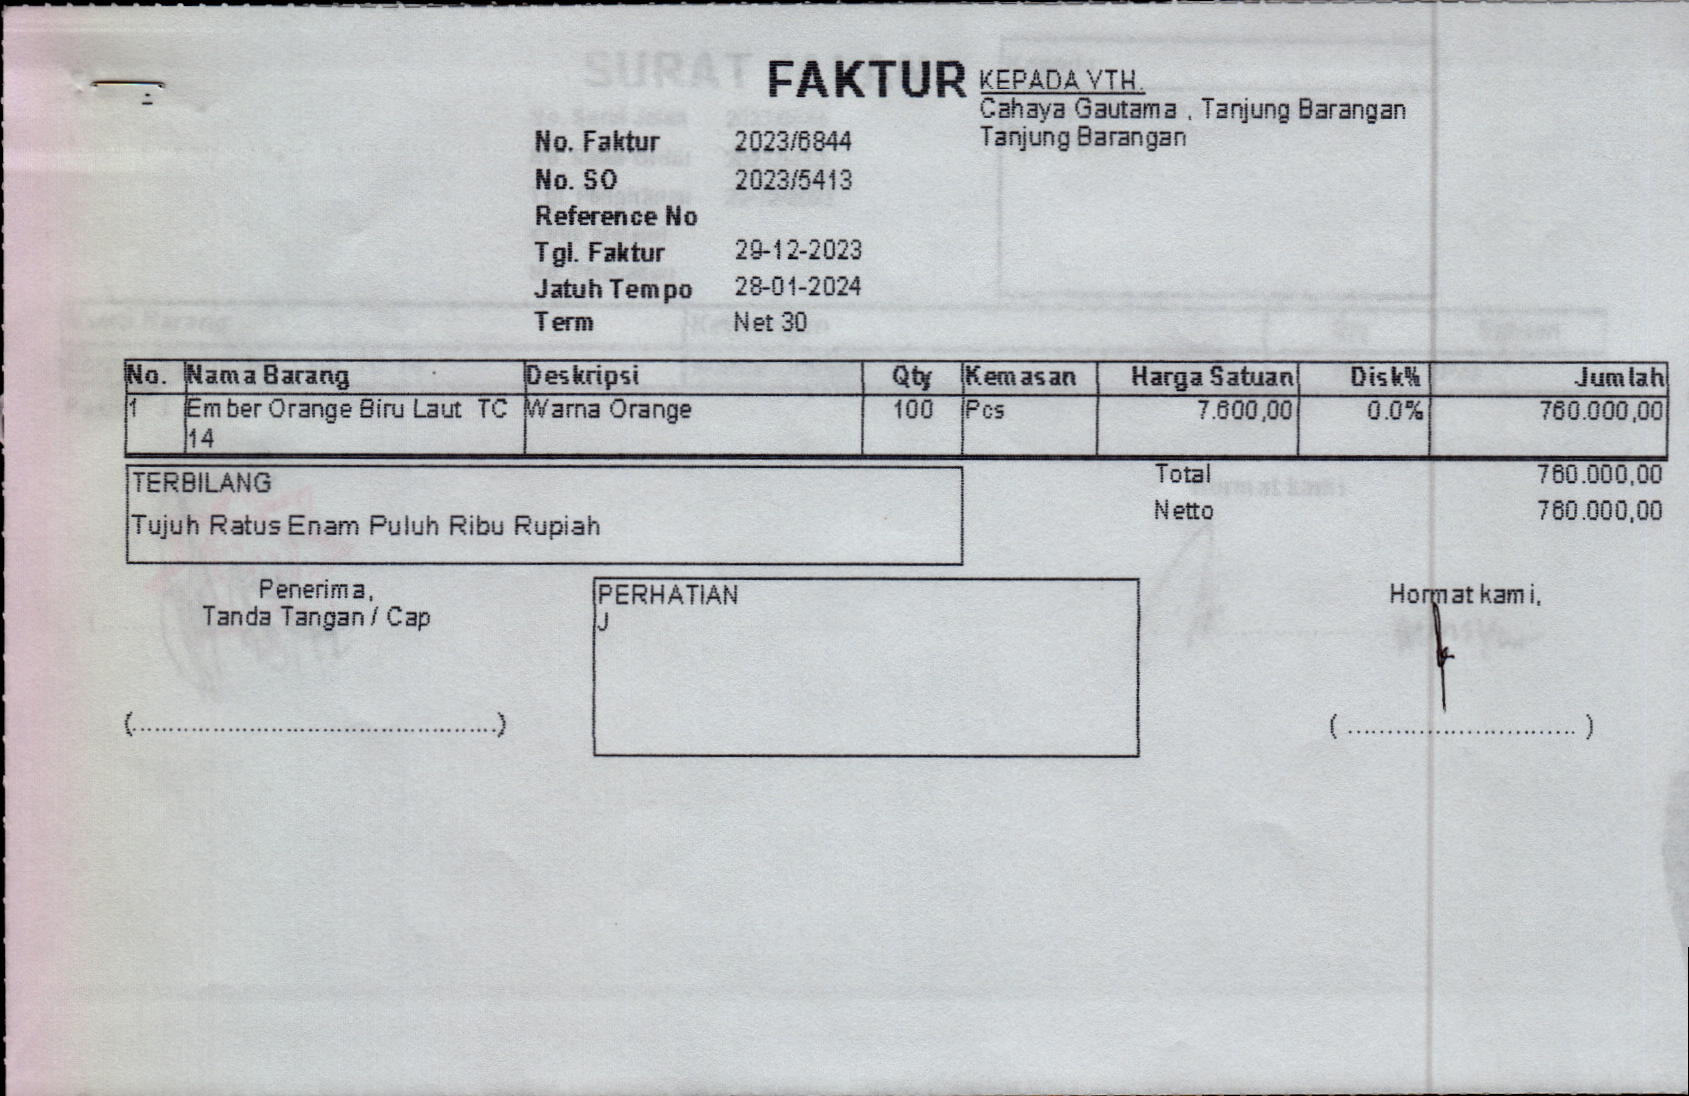 FAKTUR
KEPADA YTH.
Cahaya Gautama , Tanjung Barangan
Tanjung Barangan
No. Faktur 2023/6844
No. SO 2023/5413
Reference No
Tgl. Faktur 29-12-2023
Jatuh Tempo 28-01-2024
Term Net 30
No. Nama Barang Deskripsi Qty Kemasan Harga Satuan Disk% Jumlah
1 Ember Orange Biru Laut TC Warna Orange 100 Pcs 7.600,00 0.0% 760.000,00
14
TERBILANG
Tujuh Ratus Enam Puluh Ribu Rupiah
Total 760.000,00
Netto 760.000,00
Penerima,
Tanda Tangan / Cap
PERHATIAN
J
Hormat kami,